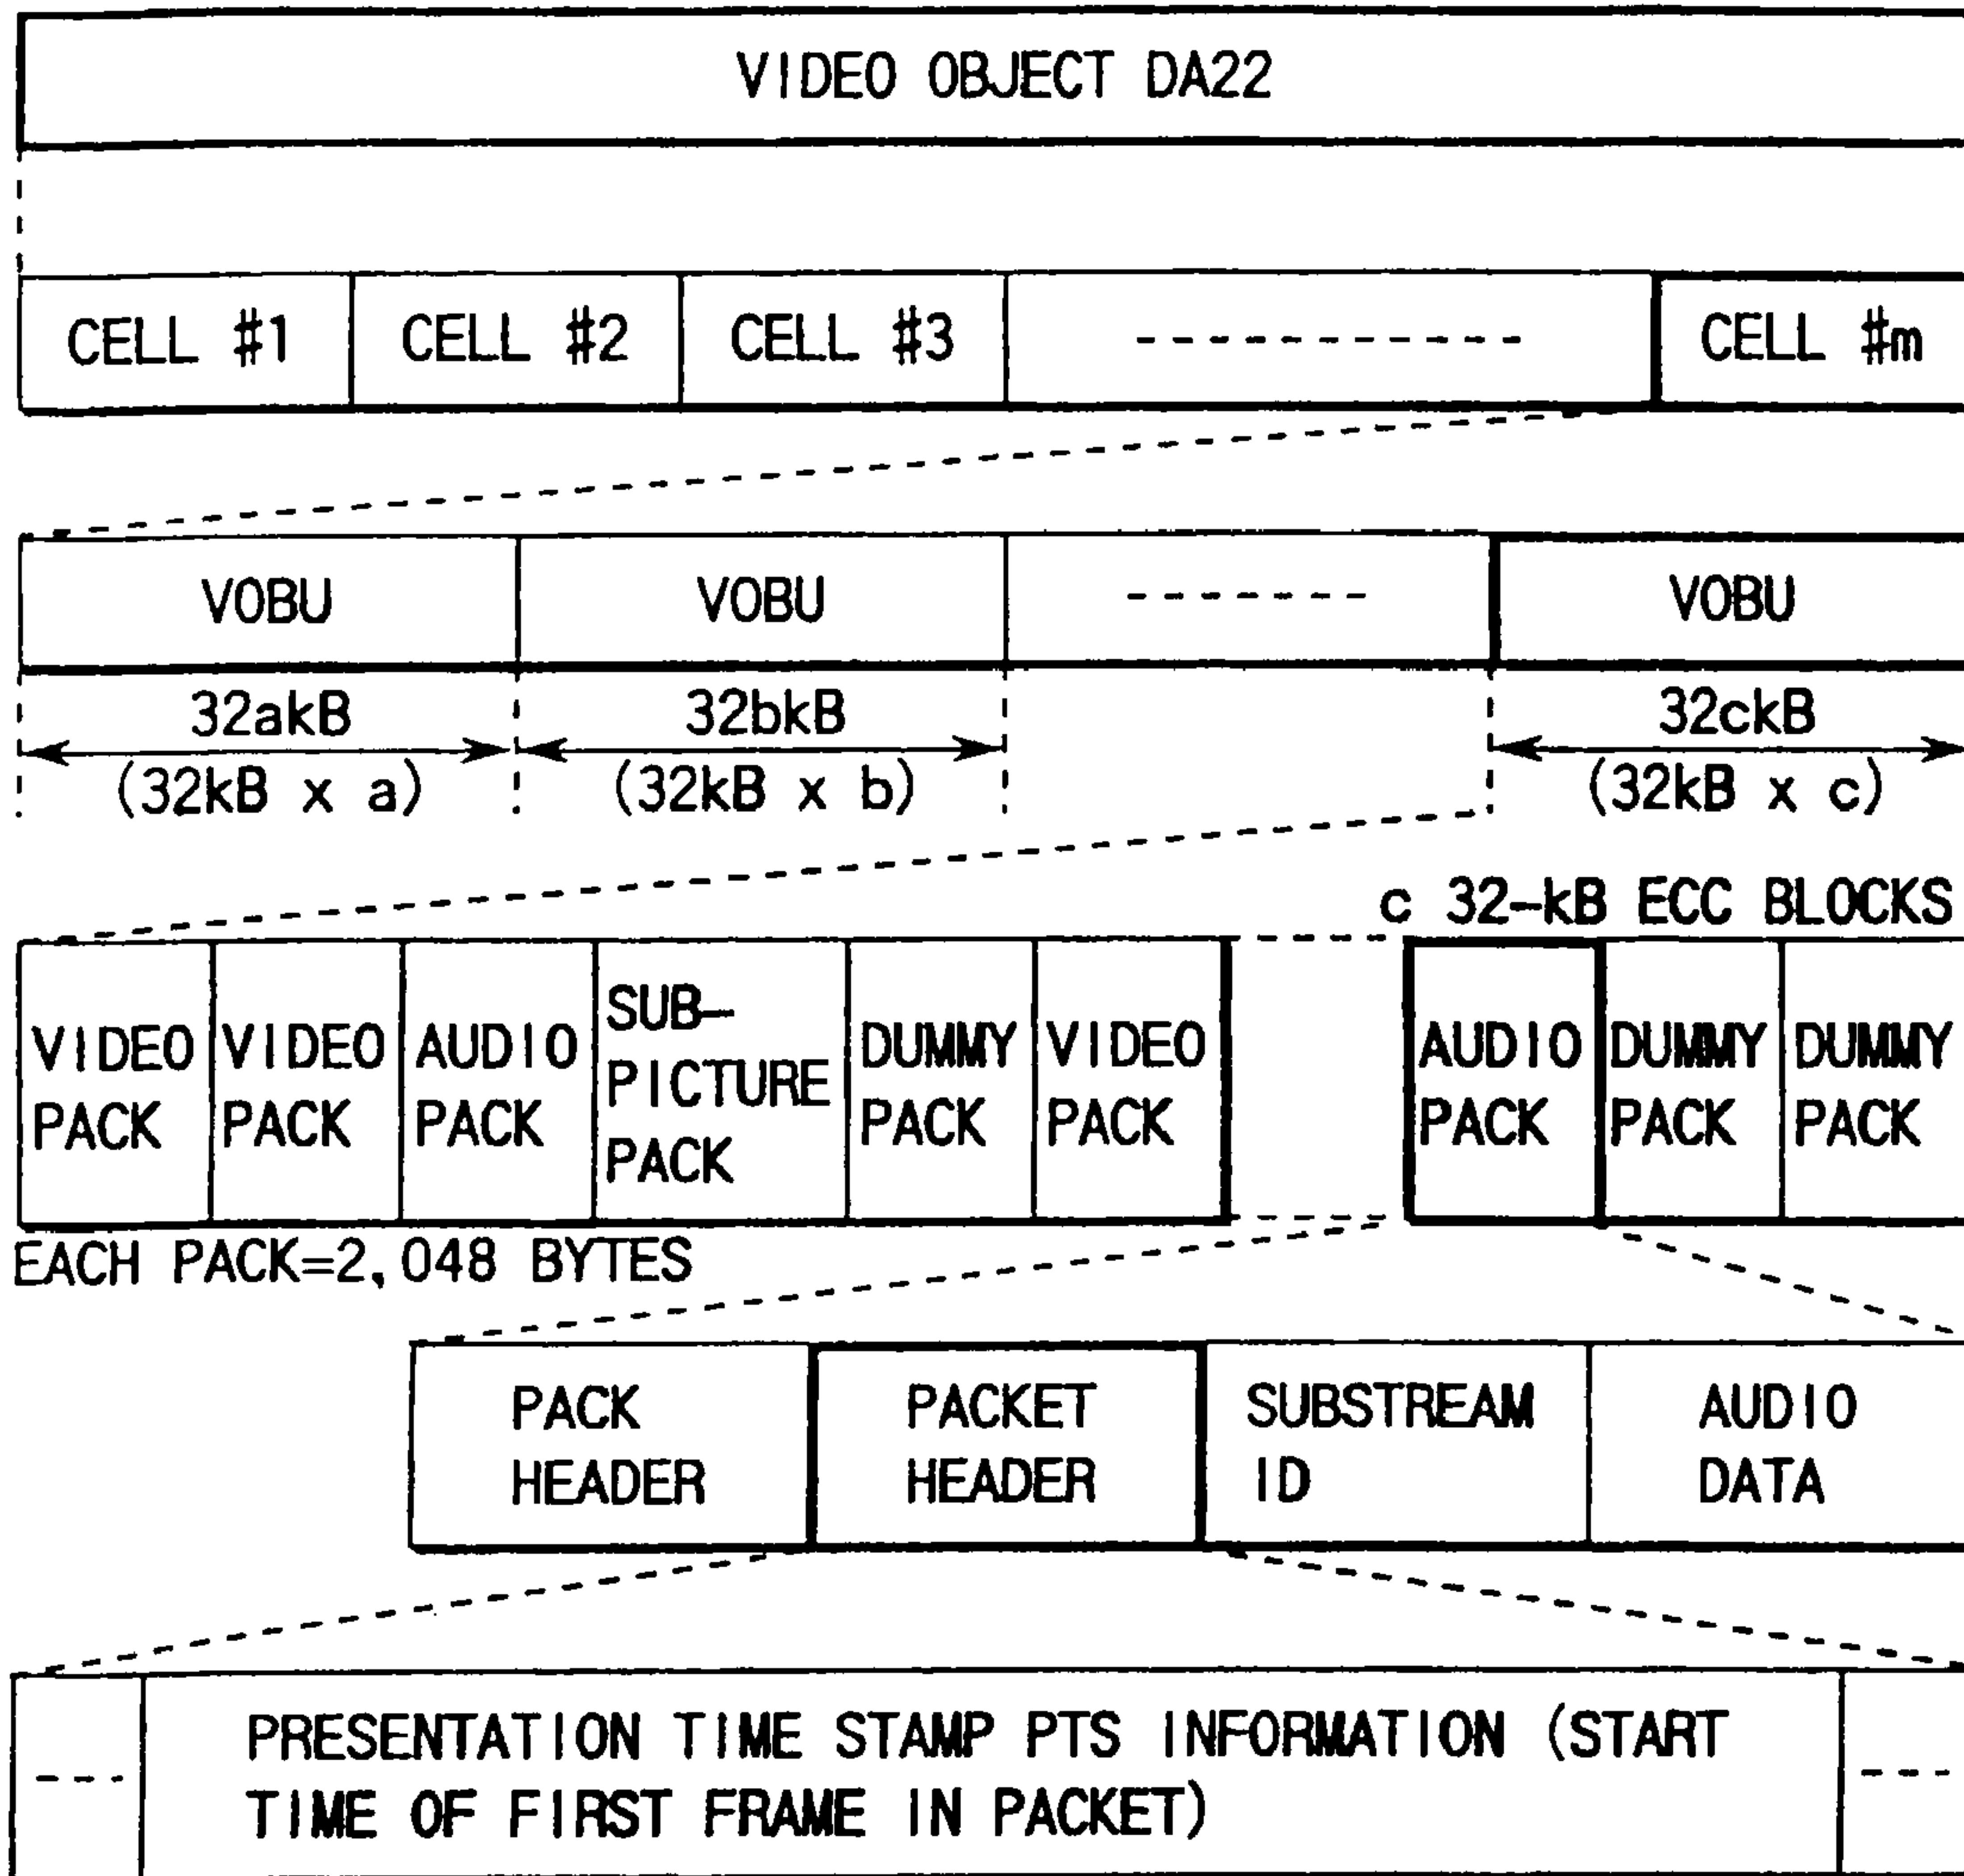 VIDEO OBJECT DA22
CELL #1 CELL #2 CELL #3 ----------- CELL #m
VOBU VOBU ------- VOBU
32akB 32bkB 32ckB
(32kB x a) (32kB x b) (32kB x c)
c 32-kB ECC BLOCKS
VIDEO PACK
VIDEO PACK
AUDIO PACK
SUB-
PICTURE
PACK
DUMMY PACK
VIDEO PACK
AUDIO PACK
DUMMY PACK
DUMMY PACK
EACH PACK=2,048 BYTES
PACK
HEADER
PACKET
HEADER
SUBSTREAM
ID
AUDIO
DATA
--- PRESENTATION TIME STAMP PTS INFORMATION (START ---
TIME OF FIRST FRAME IN PACKET)